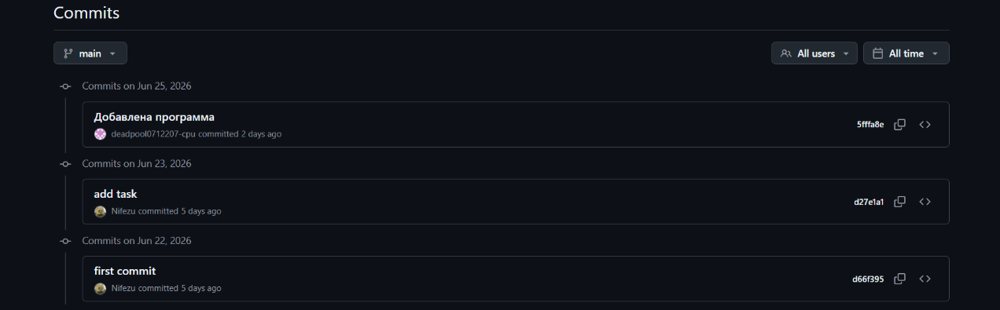 Commits
main
All users
All time
Commits on Jun 25, 2026
Добавлена программа
5fffa8e
deadpool0712207-cpu committed 2 days ago
Commits on Jun 23, 2026
add task
d27e1a1
Nifezu committed 5 days ago
Commits on Jun 22, 2026
first commit
d66f395
Nifezu committed 5 days ago